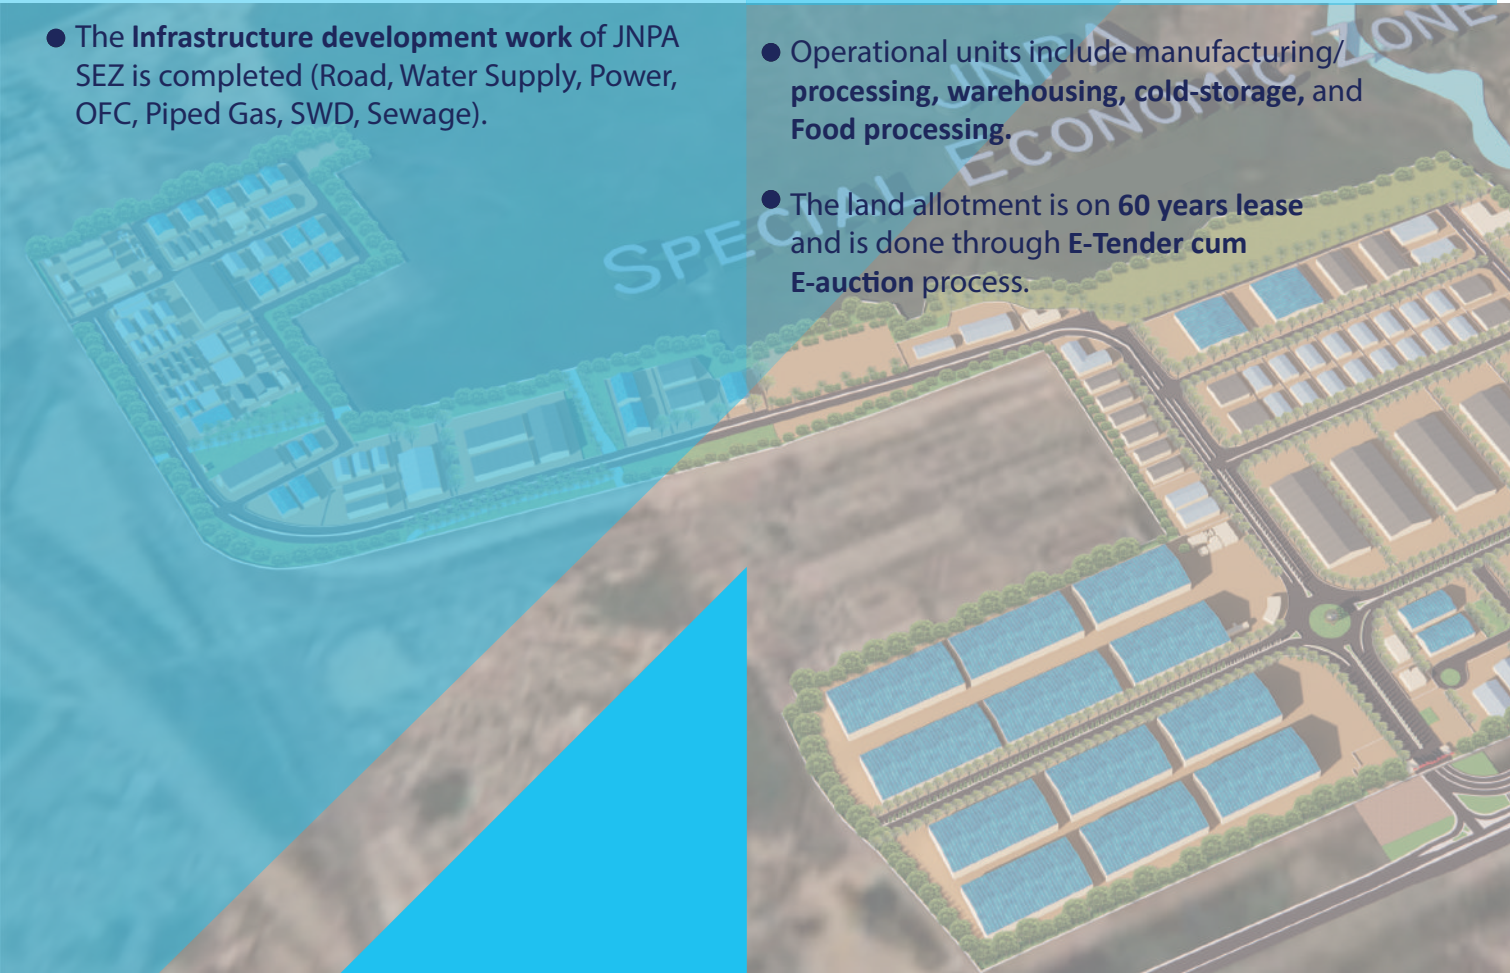 ● The Infrastructure development work of JNPA
SEZ is completed (Road, Water Supply, Power,
OFC, Piped Gas, SWD, Sewage).
● Operational units include manufacturing/
processing, warehousing, cold-storage, and
Food processing.
● The land allotment is on 60 years lease
and is done through E-Tender cum
E-auction process.
JNPA
SPECIAL ECONOMIC ZONE